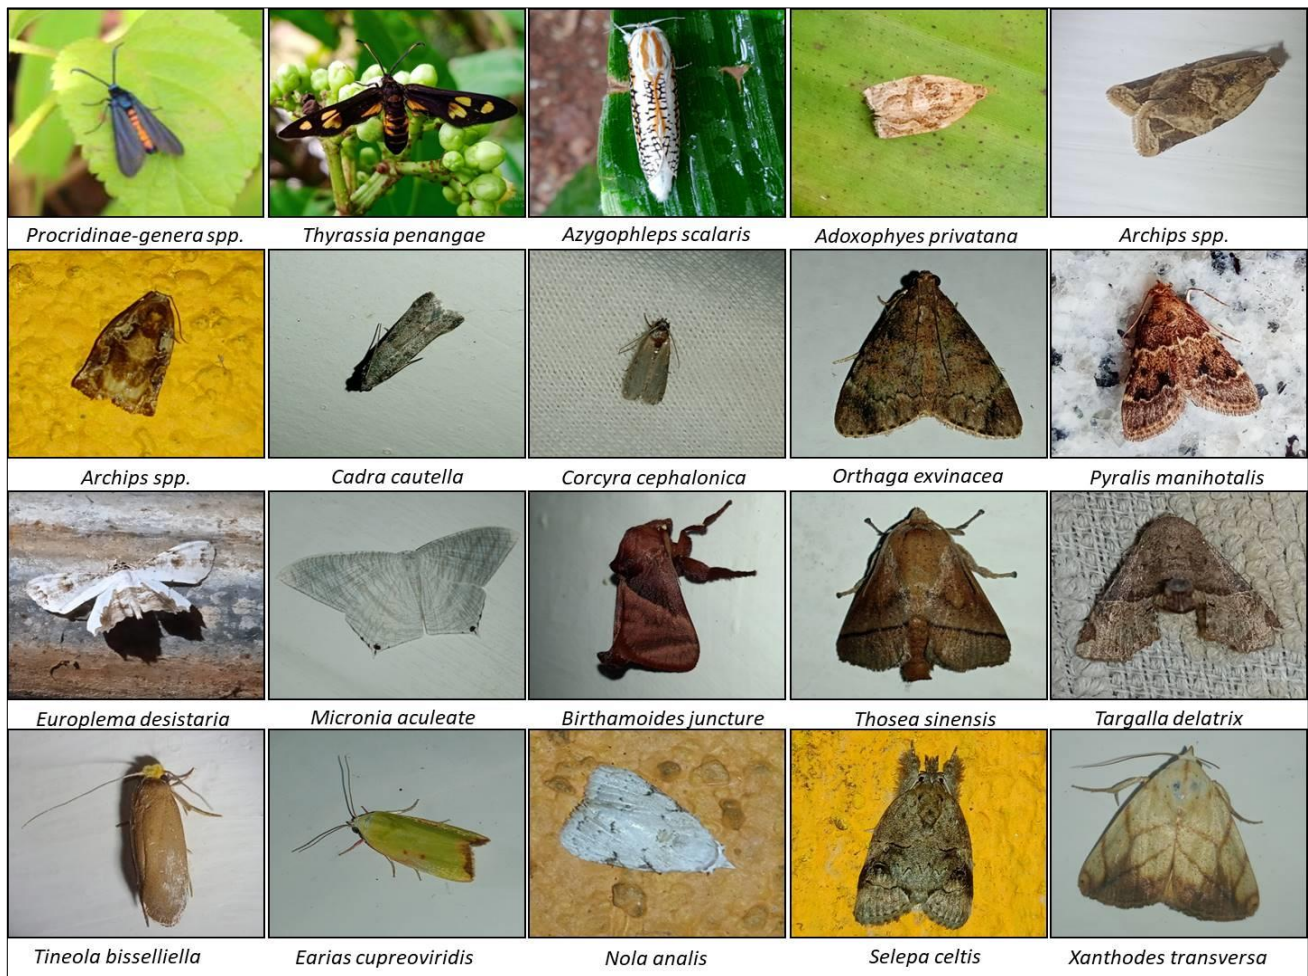 Procridinae-genera spp.
Thyrassia penangae
Azygophleps scalaris
Adoxophyes privatana
Archips spp.
Archips spp.
Cadra cautella
Corcyra cephalonica
Orthaga exvinacea
Pyralis manihotalis
Europlema desistaria
Micronia aculeate
Birthamoides juncture
Thosea sinensis
Targalla delatrix
Tineola bisselliella
Earias cupreoviridis
Nola analis
Selepa celtis
Xanthodes transversa